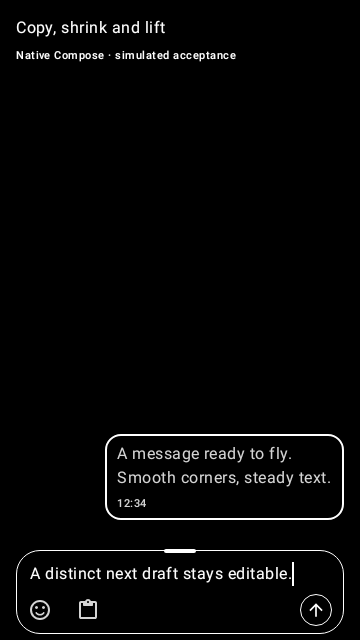 Copy, shrink and lift
Native Compose · simulated acceptance
A message ready to fly.
Smooth corners, steady text.
12:34
A distinct next draft stays editable.